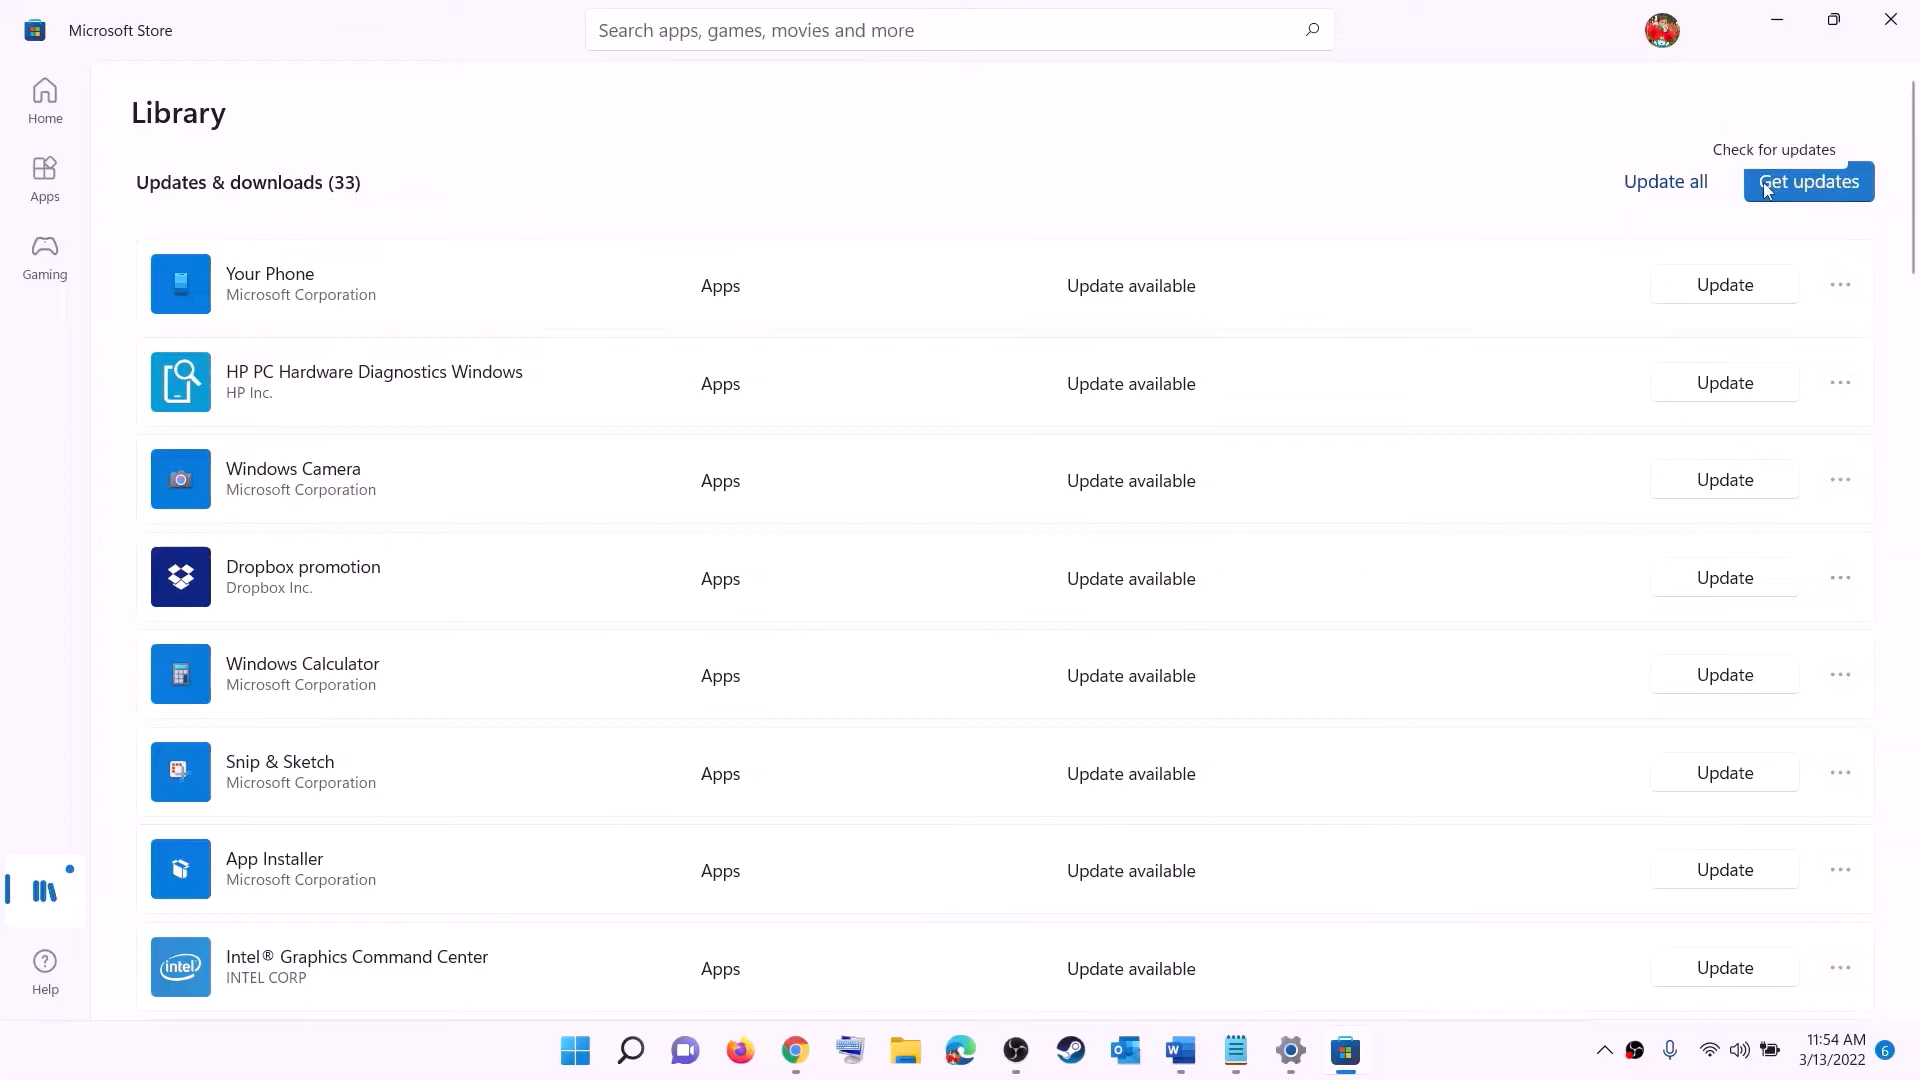 Microsoft Store
Search apps, games, movies and more
Home
Apps
Gaming
Library
Check for updates
Updates & downloads (33)
Update all
Get updates
Your Phone
Microsoft Corporation
Apps
Update available
Update
HP PC Hardware Diagnostics Windows
HP Inc.
Apps
Update available
Update
Windows Camera
Microsoft Corporation
Apps
Update available
Update
Dropbox promotion
Dropbox Inc.
Apps
Update available
Update
Windows Calculator
Microsoft Corporation
Apps
Update available
Update
Snip & Sketch
Microsoft Corporation
Apps
Update available
Update
App Installer
Microsoft Corporation
Apps
Update available
Update
intel
Intel® Graphics Command Center
INTEL CORP
Apps
Update available
Update
Help
11:54 AM
3/13/2022
6